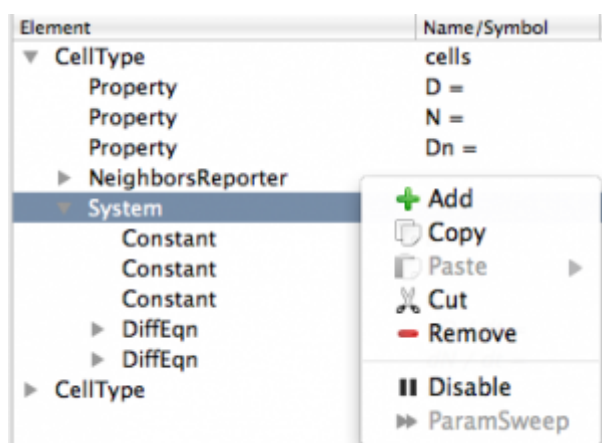 Element Name/Symbol
CellType cells
Property D =
Property N =
Property Dn =
NeighborsReporter
System
Constant
Constant
Constant
DiffEqn
DiffEqn
CellType
Add
Copy
Paste
Cut
Remove
Disable
ParamSweep